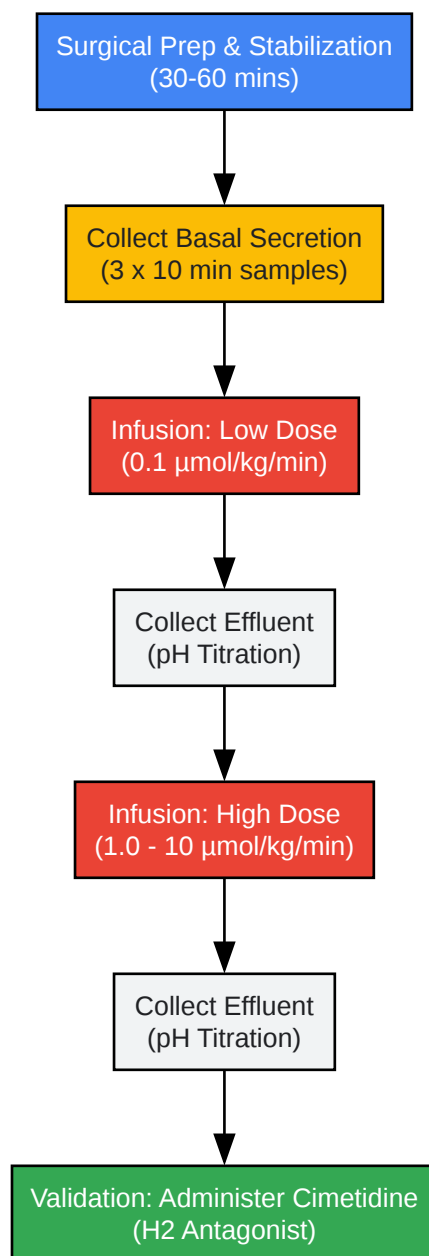 Surgical Prep & Stabilization
(30-60 mins)
Collect Basal Secretion
(3 x 10 min samples)
Infusion: Low Dose
(0.1 µmol/kg/min)
Collect Effluent
(pH Titration)
Infusion: High Dose
(1.0 - 10 µmol/kg/min)
Collect Effluent
(pH Titration)
Validation: Administer Cimetidine
(H2 Antagonist)